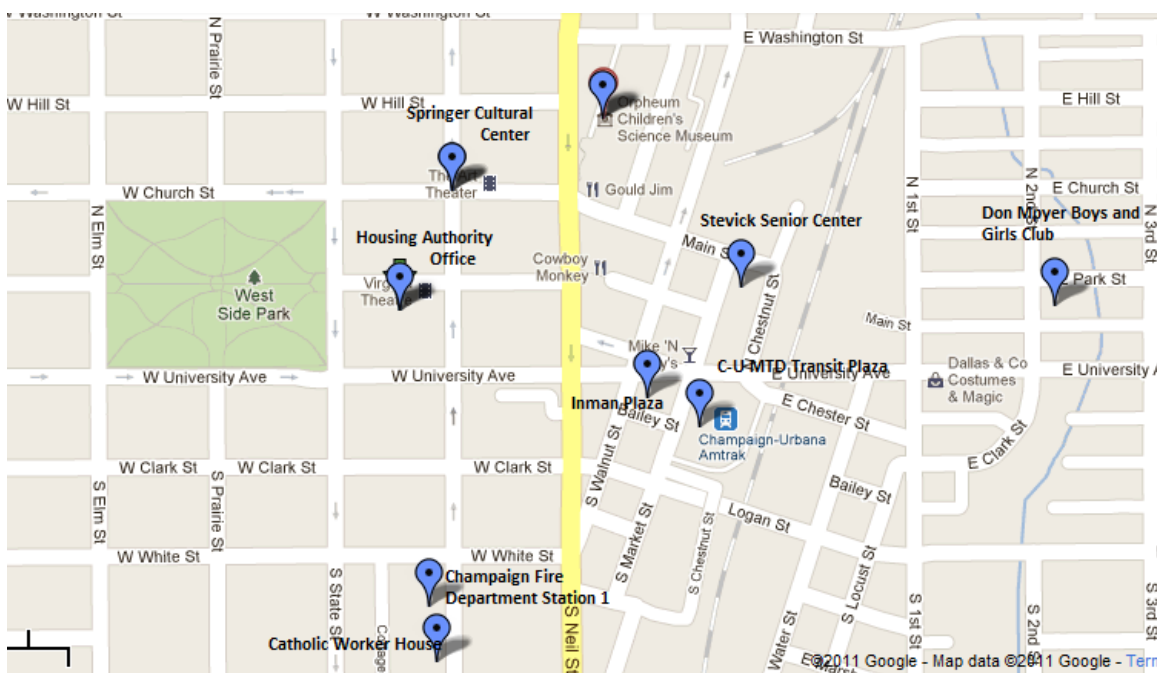 W Washington St
W Washington St
E Washington St
N Prairie St
W Hill St
W Hill St
E Hill St
Springer Cultural
Center
Orpheum
Children's
Science Museum
The Art
Theater
W Church St
Gould Jim
N 1st St
N 2nd St
E Church St
N Elm St
Stevick Senior Center
Don Moyer Boys and
Girls Club
N 3rd St
Housing Authority
Office
Main St
Cowboy
Monkey
E Park St
West
Side Park
Theatre
N Chestnut St
Main St
Mike 'N
C-U-MTD Transit Plaza
Dallas & Co
Costumes
& Magic
W University Ave
W University Ave
E University Ave
E University A
Inman Plaza
Bailey St
E Chester St
Champaign-Urbana
Amtrak
W Clark St
W Clark St
W Clark St
E Clark St
S Elm St
S Prairie St
S Walnut St
Bailey St
Logan St
S Market St
S Chestnut St
W White St
W White St
S State St
Champaign Fire
Department Station 1
S Neil St
S Locust St
S 1st St
S 2nd St
S 3rd St
Catholic Worker House
Water St
©2011 Google - Map data ©2011 Google - Term